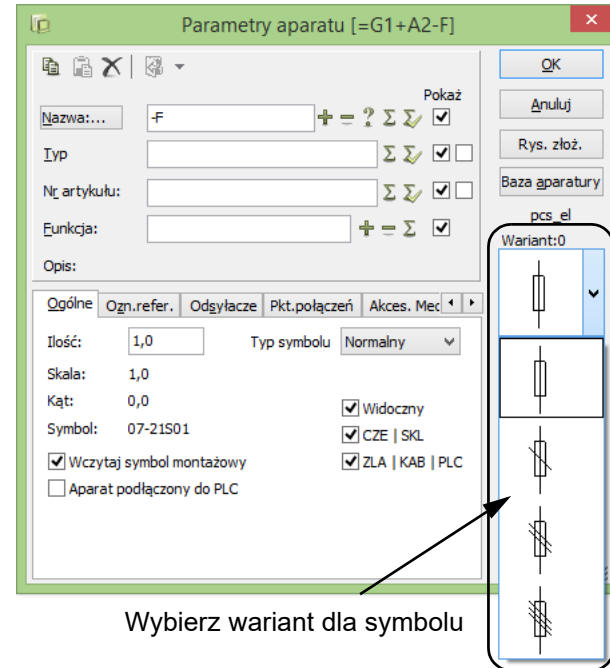 Parametry aparatu [=G1+A2-F]
Pokaż
Nazwa:... -F
Typ
Nr artykułu:
Funkcja:
Opis:
OK
Anuluj
Rys. złoż.
Baza aparatury
pcs_el
Wariant:0
Ogólne Ozn.refer. Odsyłacze Pkt.połączeń Akces. Mec
Ilość: 1,0 Typ symbolu Normalny
Skala: 1,0
Kąt: 0,0
Widoczny
Symbol: 07-21S01
CZE | SKL
Wczytaj symbol montażowy
ZLA | KAB | PLC
Aparat podłączony do PLC
Wybierz wariant dla symbolu